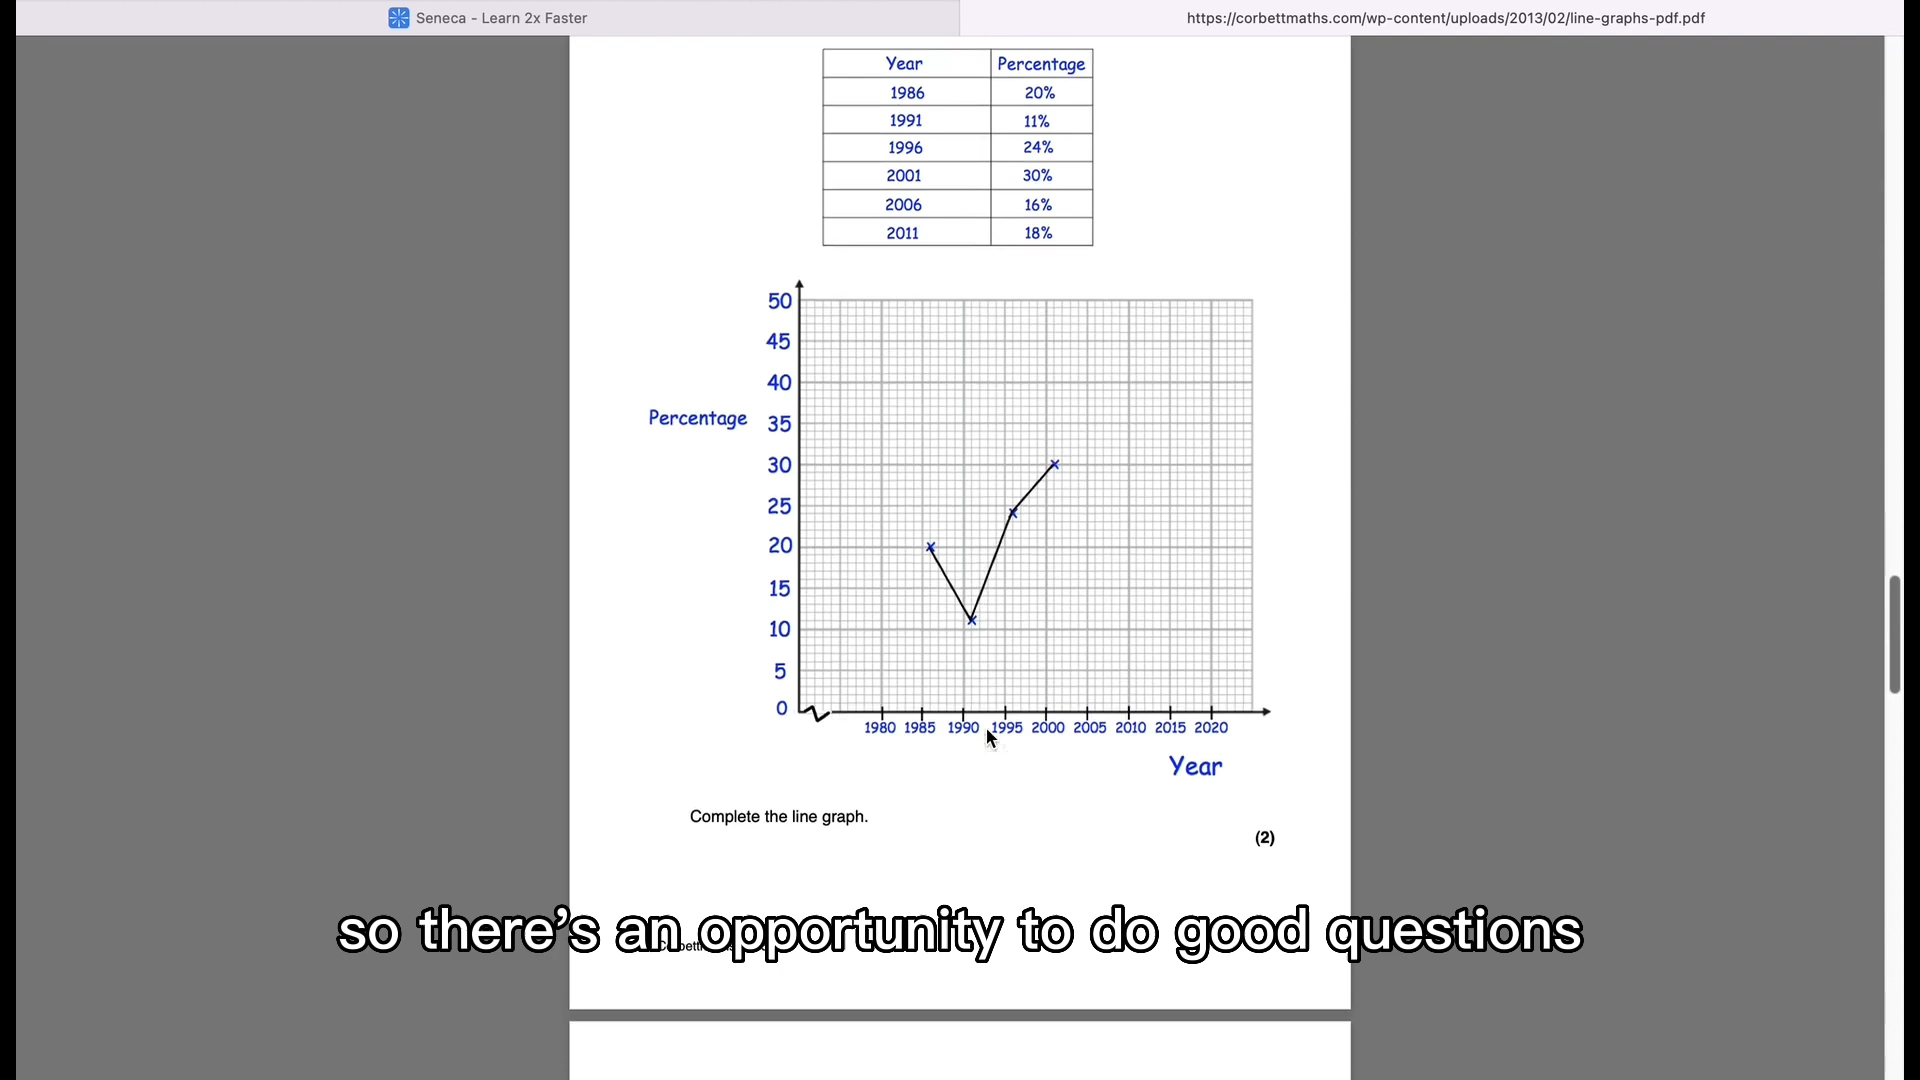 Seneca - Learn 2x Faster
https://corbettmaths.com/wp-content/uploads/2013/02/line-graphs-pdf.pdf
Year Percentage
1986 20%
1991 11%
1996 24%
2001 30%
2006 16%
2011 18%
50
45
40
Percentage
35
30
25
20
15
10
5
0
1980 1985 1990 1995 2000 2005 2010 2015 2020
Year
Complete the line graph.
(2)
so there's an opportunity to do good questions